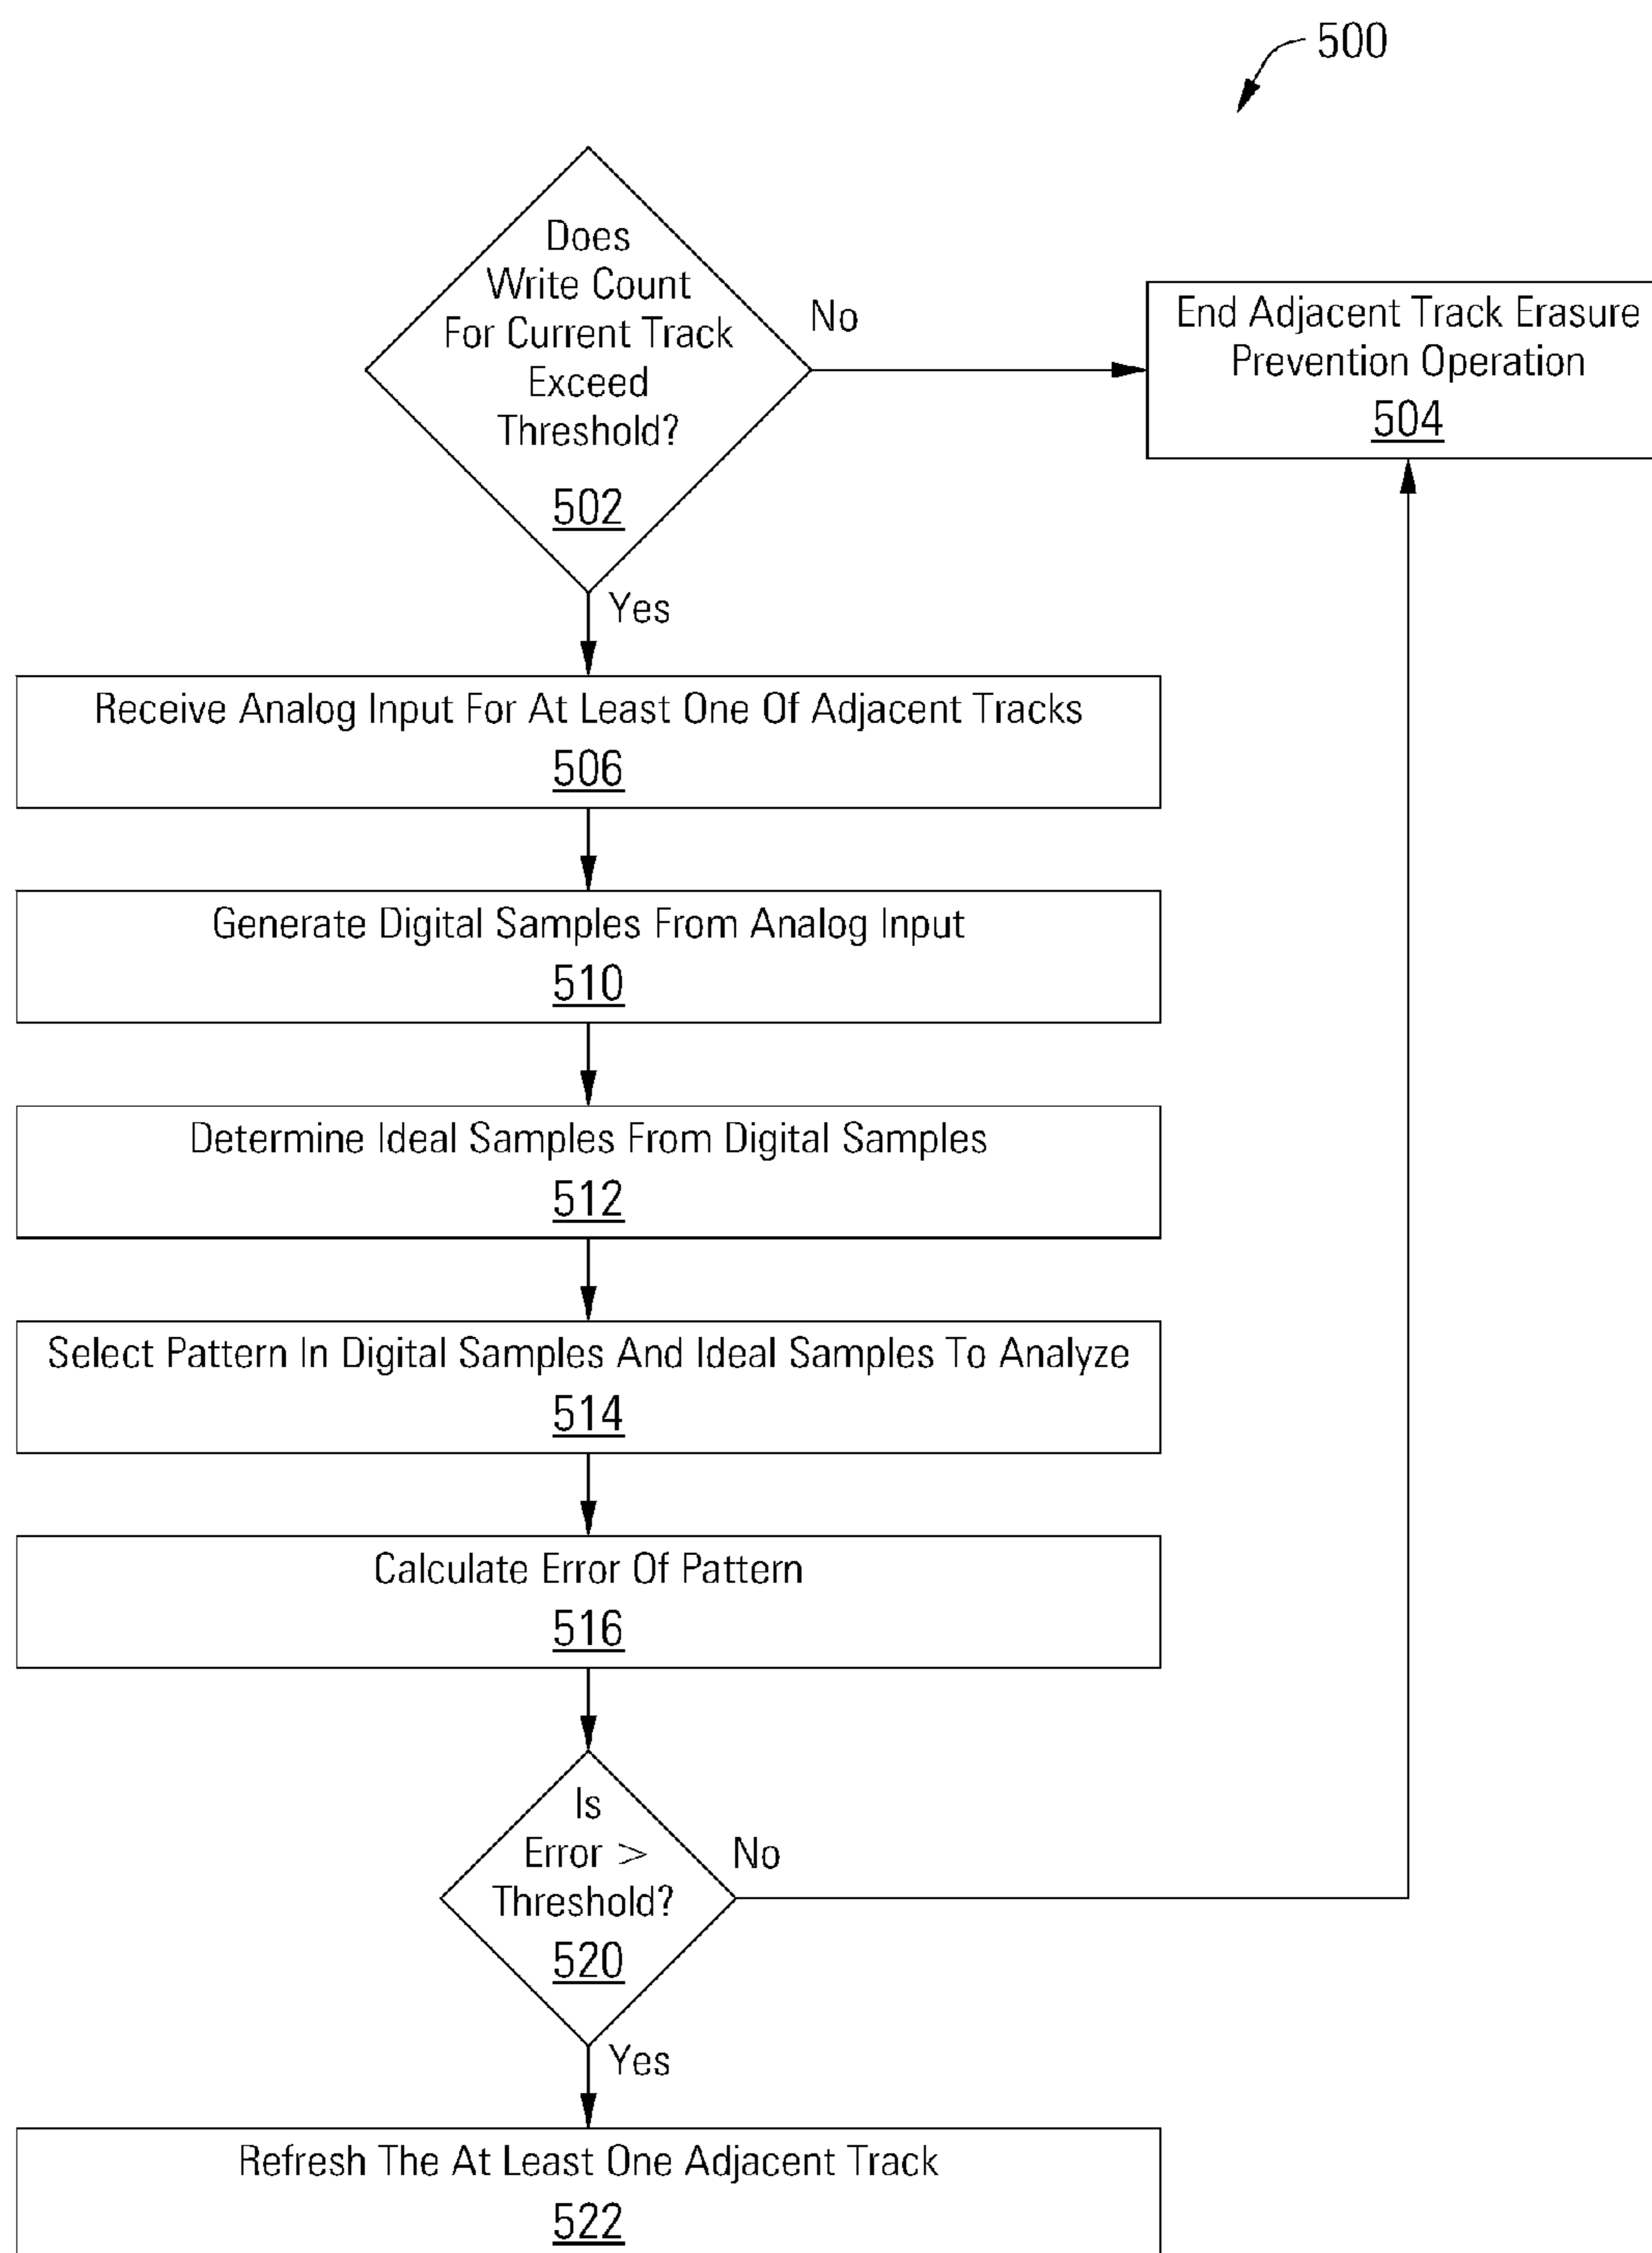 500
Does
Write Count
For Current Track
Exceed
Threshold?
502
No
End Adjacent Track Erasure
Prevention Operation
504
Yes
Receive Analog Input For At Least One Of Adjacent Tracks
506
Generate Digital Samples From Analog Input
510
Determine Ideal Samples From Digital Samples
512
Select Pattern In Digital Samples And Ideal Samples To Analyze
514
Calculate Error Of Pattern
516
Is
Error >
Threshold?
520
No
Yes
Refresh The At Least One Adjacent Track
522